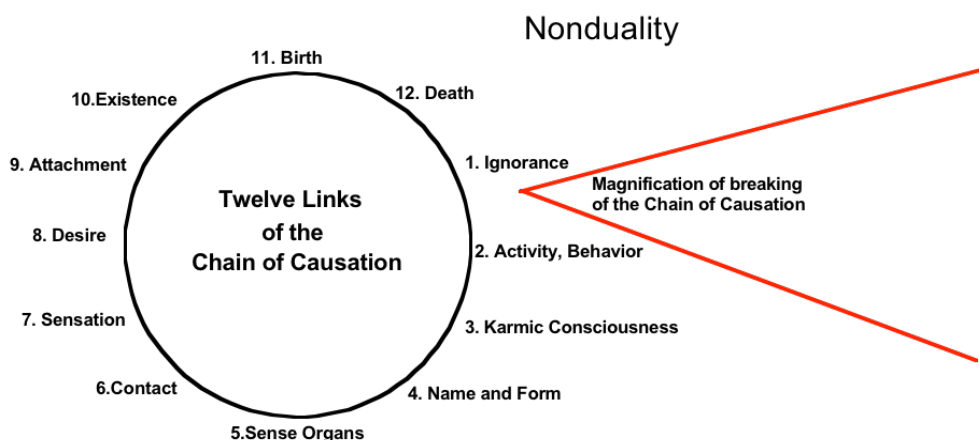 Nonduality
11. Birth
12. Death
10.Existence
1. Ignorance
9. Attachment
Magnification of breaking
of the Chain of Causation
Twelve Links
of the
Chain of Causation
8. Desire
2. Activity, Behavior
7. Sensation
3. Karmic Consciousness
6.Contact
4. Name and Form
5.Sense Organs